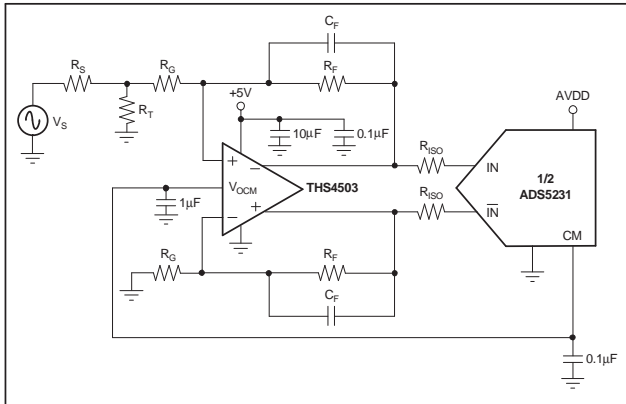 C_F
R_S
R_G
R_F
+5V
AVDD
R_T
V_S
10µF
0.1µF
R_ISO
IN
+
−
1/2
ADS5231
V_OCM
THS4503
1µF
R_ISO
I̅N̅
−
+
CM
R_G
R_F
C_F
0.1µF